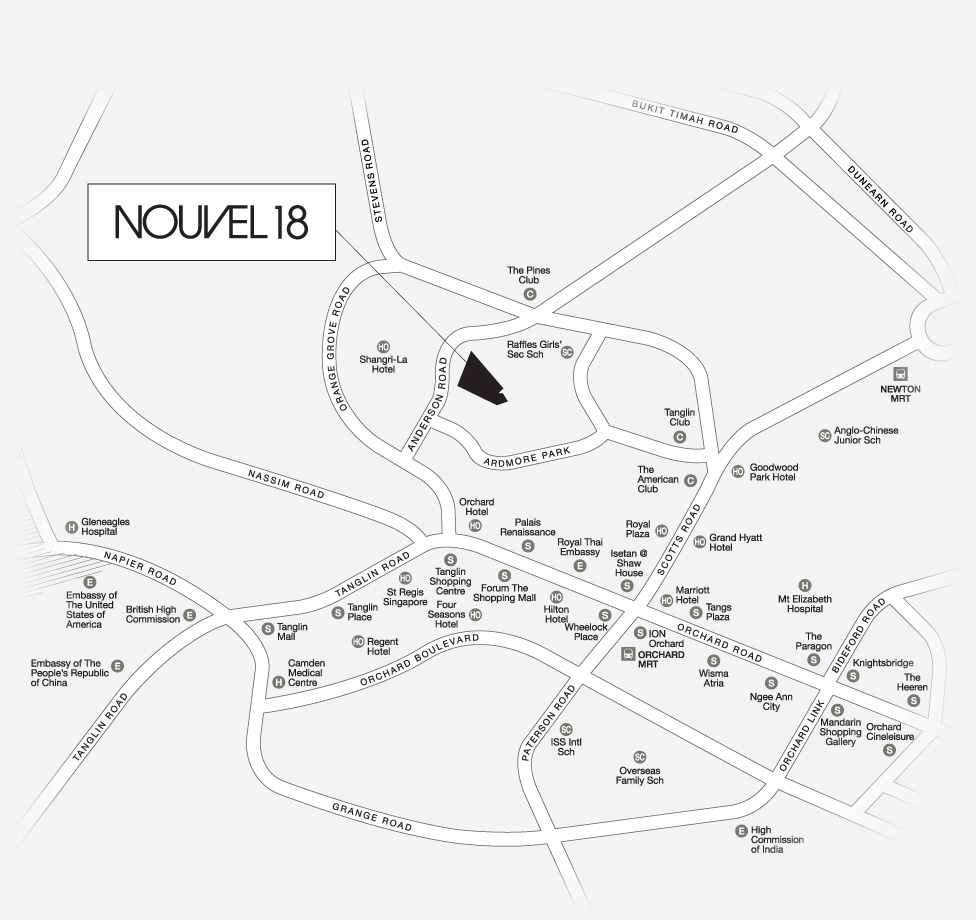 BUKIT TIMAH ROAD
DUNEARN ROAD
STEVENS ROAD
NOUVEL 18
The Pines
Club
C
ORANGE GROVE ROAD
HO
Shangri-La
Hotel
Raffles Girls'
Sec Sch
SC
ANDERSON ROAD
NEWTON
MRT
Tanglin
Club
C
SC
Anglo-Chinese
Junior Sch
ARDMORE PARK
The
American
Club
C
HO
Goodwood
Park Hotel
NASSIM ROAD
SCOTTS ROAD
Orchard
Hotel
HO
Palais
Renaissance
S
Royal Thai
Embassy
E
Royal
Plaza
HO
HO
Grand Hyatt
Hotel
Isetan @
Shaw
House
S
H
Gleneagles
Hospital
NAPIER ROAD
E
Embassy of
The United
States of
America
British High
Commission
E
TANGLIN ROAD
HO
St Regis
Singapore
S
Tanglin
Shopping
Centre
S
Forum The
Shopping Mall
Four
Seasons
Hotel
HO
HO
Hilton
Hotel
S
Wheelock
Place
HO
Marriott
Hotel
S
Tangs
Plaza
H
Mt Elizabeth
Hospital
S
Tanglin
Mall
S
Tanglin
Place
HO
Regent
Hotel
ORCHARD BOULEVARD
S
ION
Orchard
ORCHARD
MRT
ORCHARD ROAD
BIDEFORD ROAD
The
Paragon
S
Knightsbridge
S
The
Heeren
S
Embassy of The
People's Republic
of China
E
H
Camden
Medical
Centre
S
Wisma
Atria
S
Ngee Ann
City
TANGLIN ROAD
PATERSON ROAD
ORCHARD LINK
S
Mandarin
Shopping
Gallery
Orchard
Cineleisure
S
SC
ISS Intl
Sch
SC
Overseas
Family Sch
GRANGE ROAD
E
High
Commission
of India